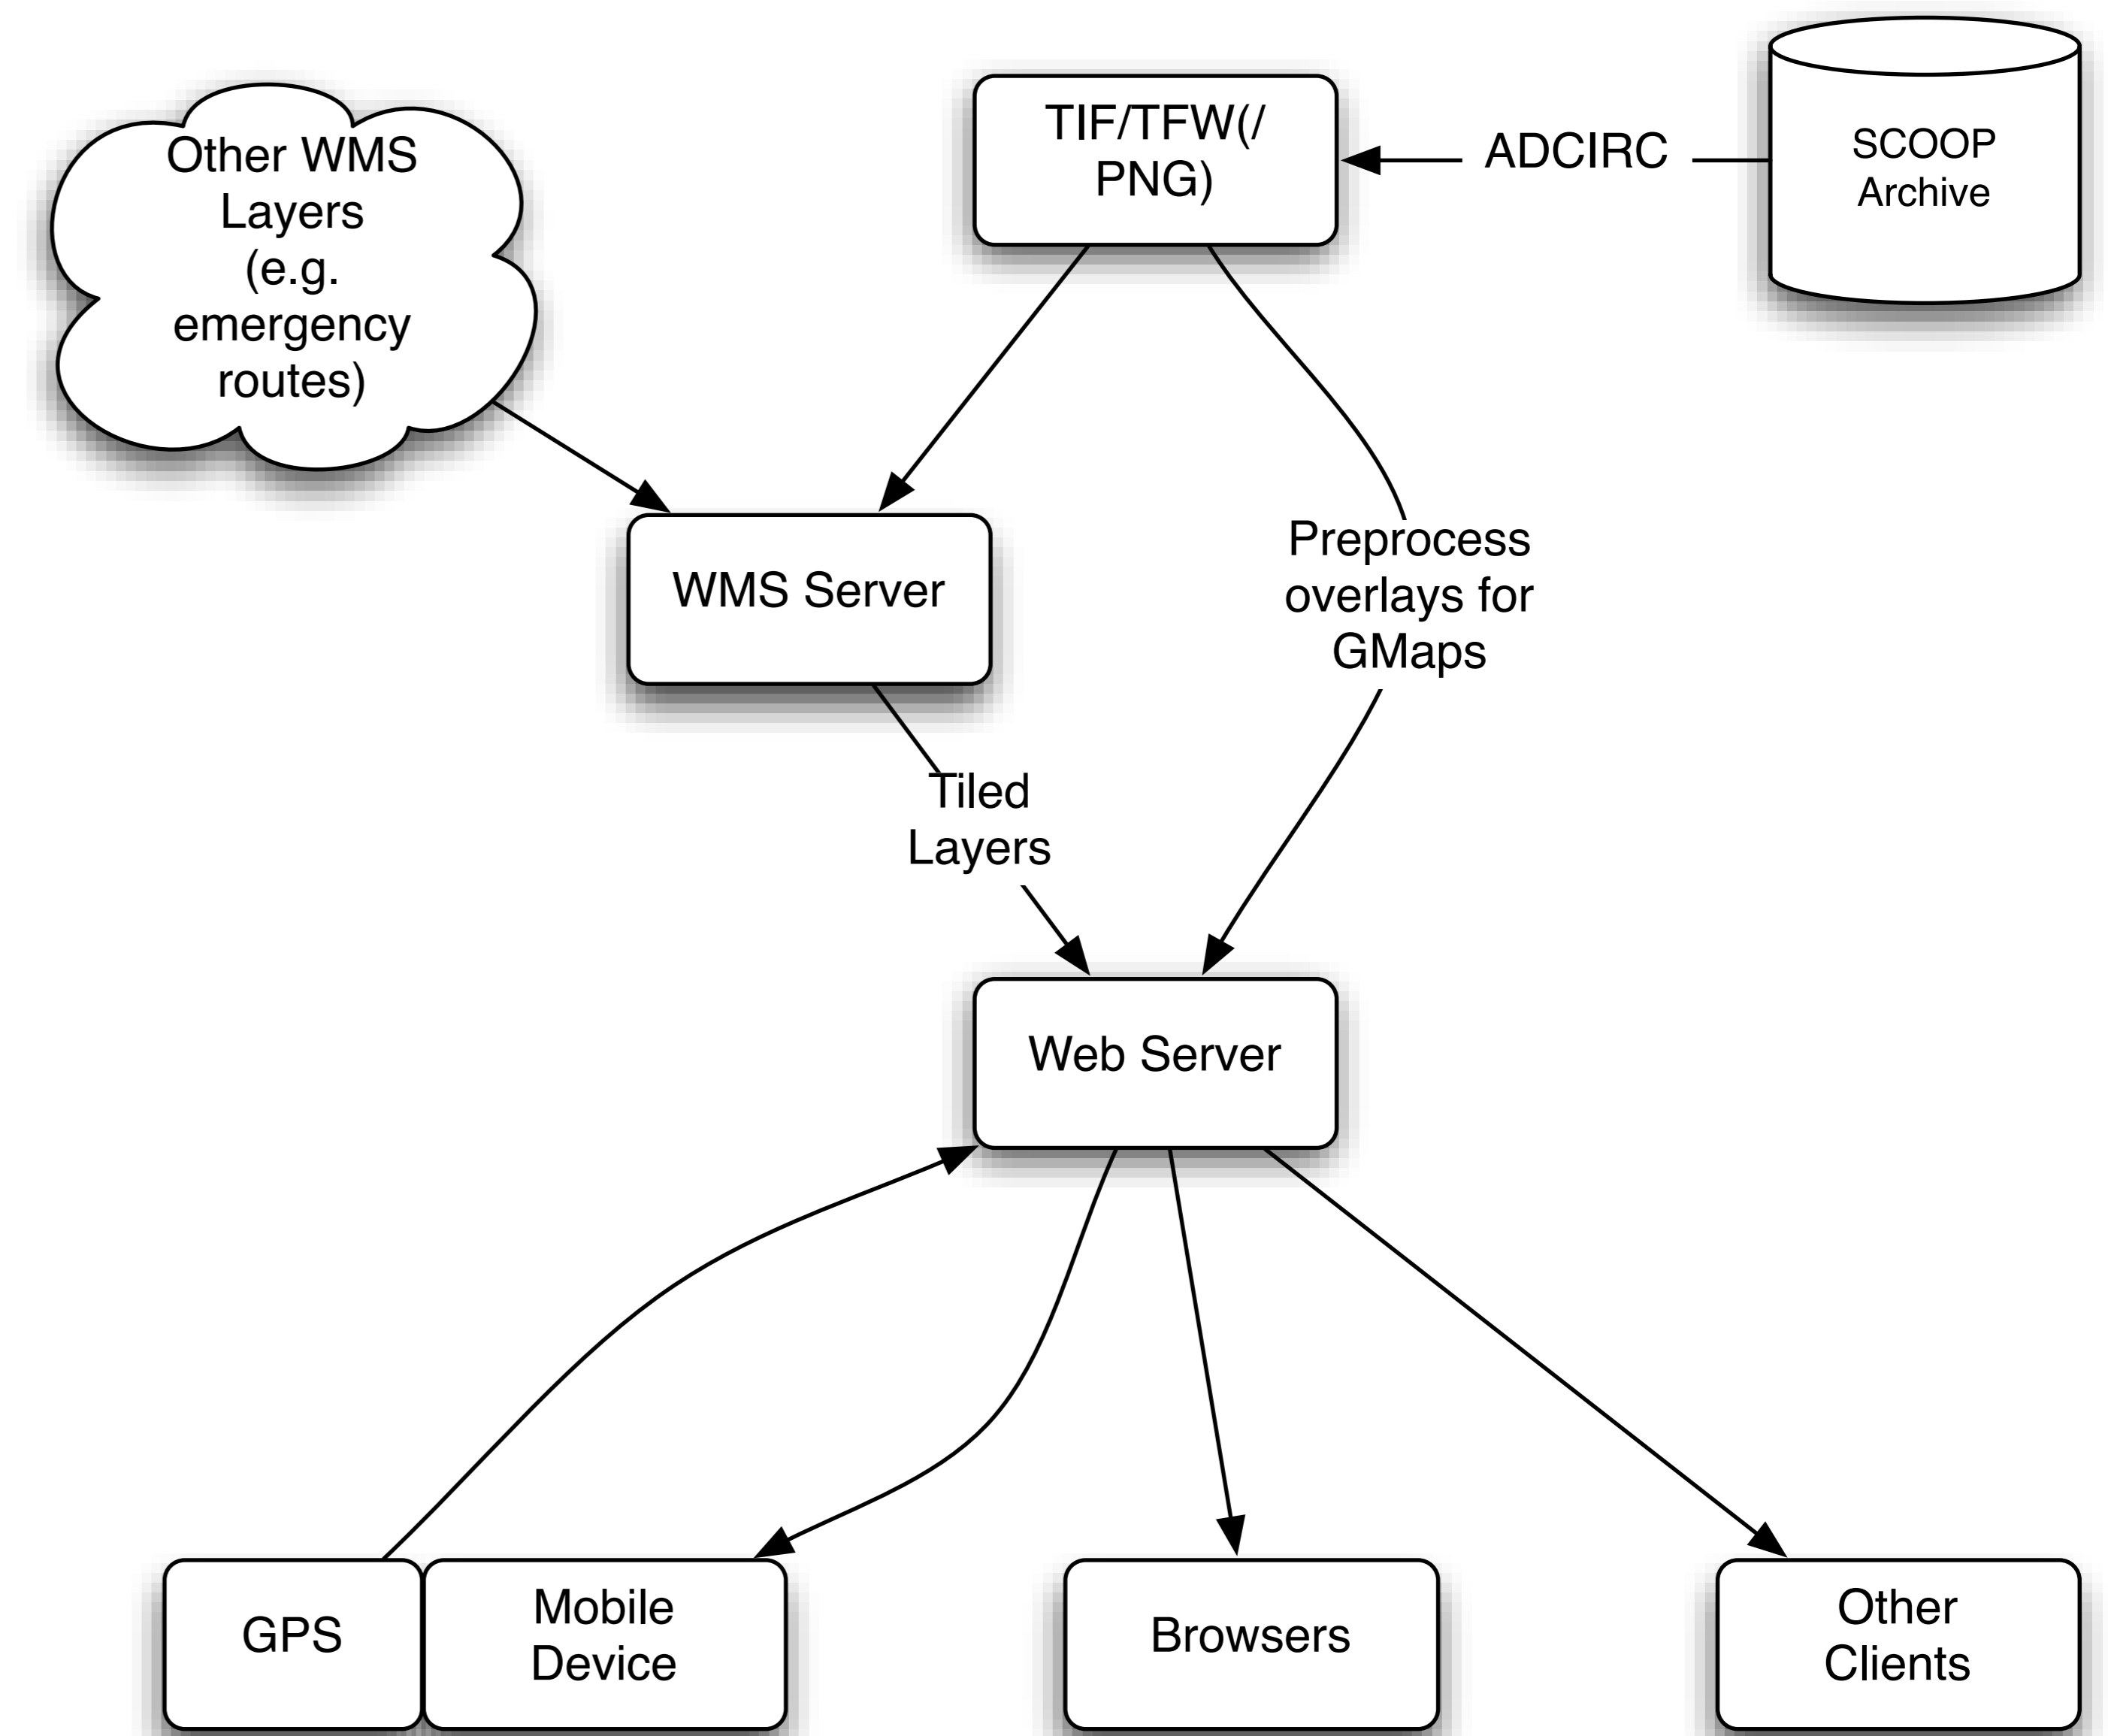 Other WMS
Layers
(e.g.
emergency
routes)
TIF/TFW(/
PNG)
ADCIRC
SCOOP
Archive
WMS Server
Preprocess
overlays for
GMaps
Tiled
Layers
Web Server
GPS
Mobile
Device
Browsers
Other
Clients